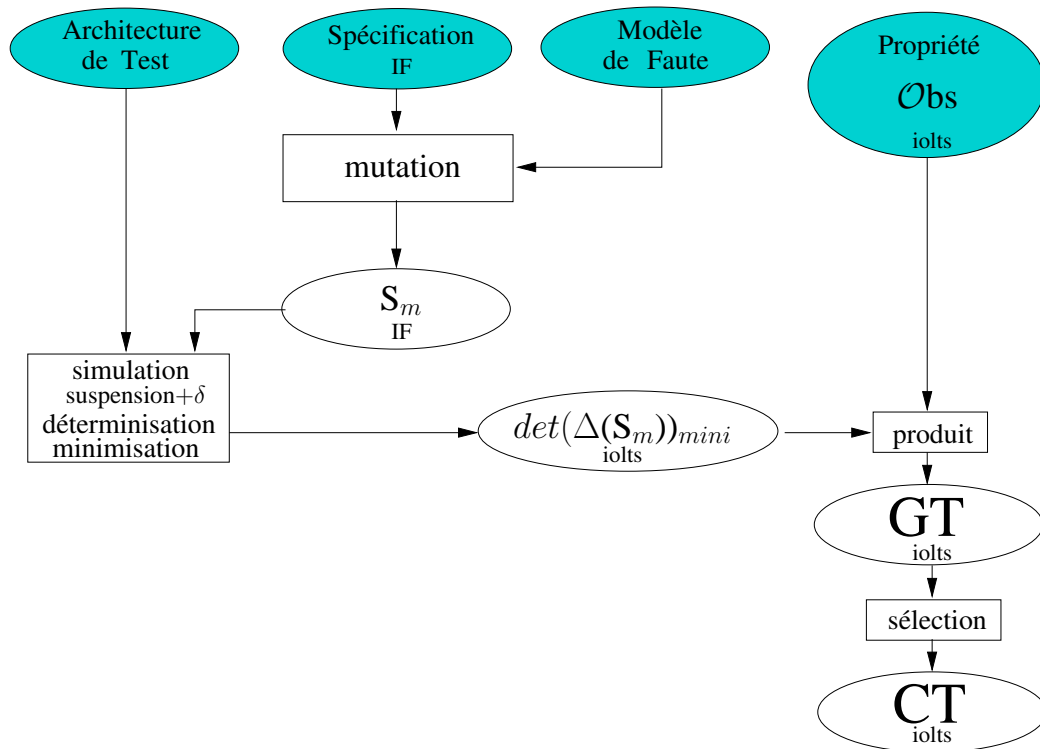 Architecture
de Test
Spécification
IF
Modèle
de Faute
Propriété
𝒪bs
iolts
mutation
S_m
IF
simulation
suspension+δ
déterminisation
minimisation
det(Δ(S_m))_mini
iolts
produit
GT
iolts
sélection
CT
iolts